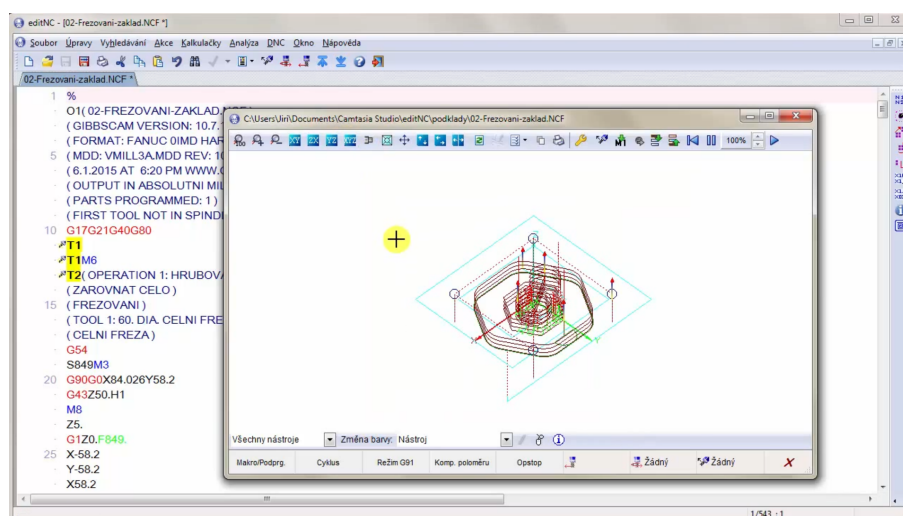 editNC - [02-Frezovani-zaklad.NCF *]
Soubor Úpravy Vyhledávání Akce Kalkulačky Analýza DNC Okno Nápověda
02-Frezovani-zaklad.NCF *
1 %
O1( 02-FREZOVANI-ZAKLAD.
( GIBBSCAM VERSION: 10.7.
( FORMAT: FANUC 0IMD HAR
5 ( MDD: VMILL3A.MDD REV: 1
( 6.1.2015 AT 6:20 PM WWW.
( OUTPUT IN ABSOLUTNI MIL
( PARTS PROGRAMMED: 1 )
( FIRST TOOL NOT IN SPIND
10 G17G21G40G80
T1
T1M6
T2( OPERATION 1: HRUBOV
( ZAROVNAT CELO )
15 ( FREZOVANI )
( TOOL 1: 60. DIA. CELNI FRE
( CELNI FREZA )
G54
S849M3
20 G90G0X84.026Y58.2
G43Z50.H1
M8
Z5.
G1Z0.F849.
25 X-58.2
Y-58.2
X58.2
C:\Users\Jiri\Documents\Camtasia Studio\editNC\podklady\02-Frezovani-zaklad.NCF
XY ZX YZ XYZ 100%
X Y
Všechny nástroje Změna barvy: Nástroj
Makro/Podprg. Cyklus Režim G91 Komp. poloměru Opstop Žádný Žádný X
1/543 :1